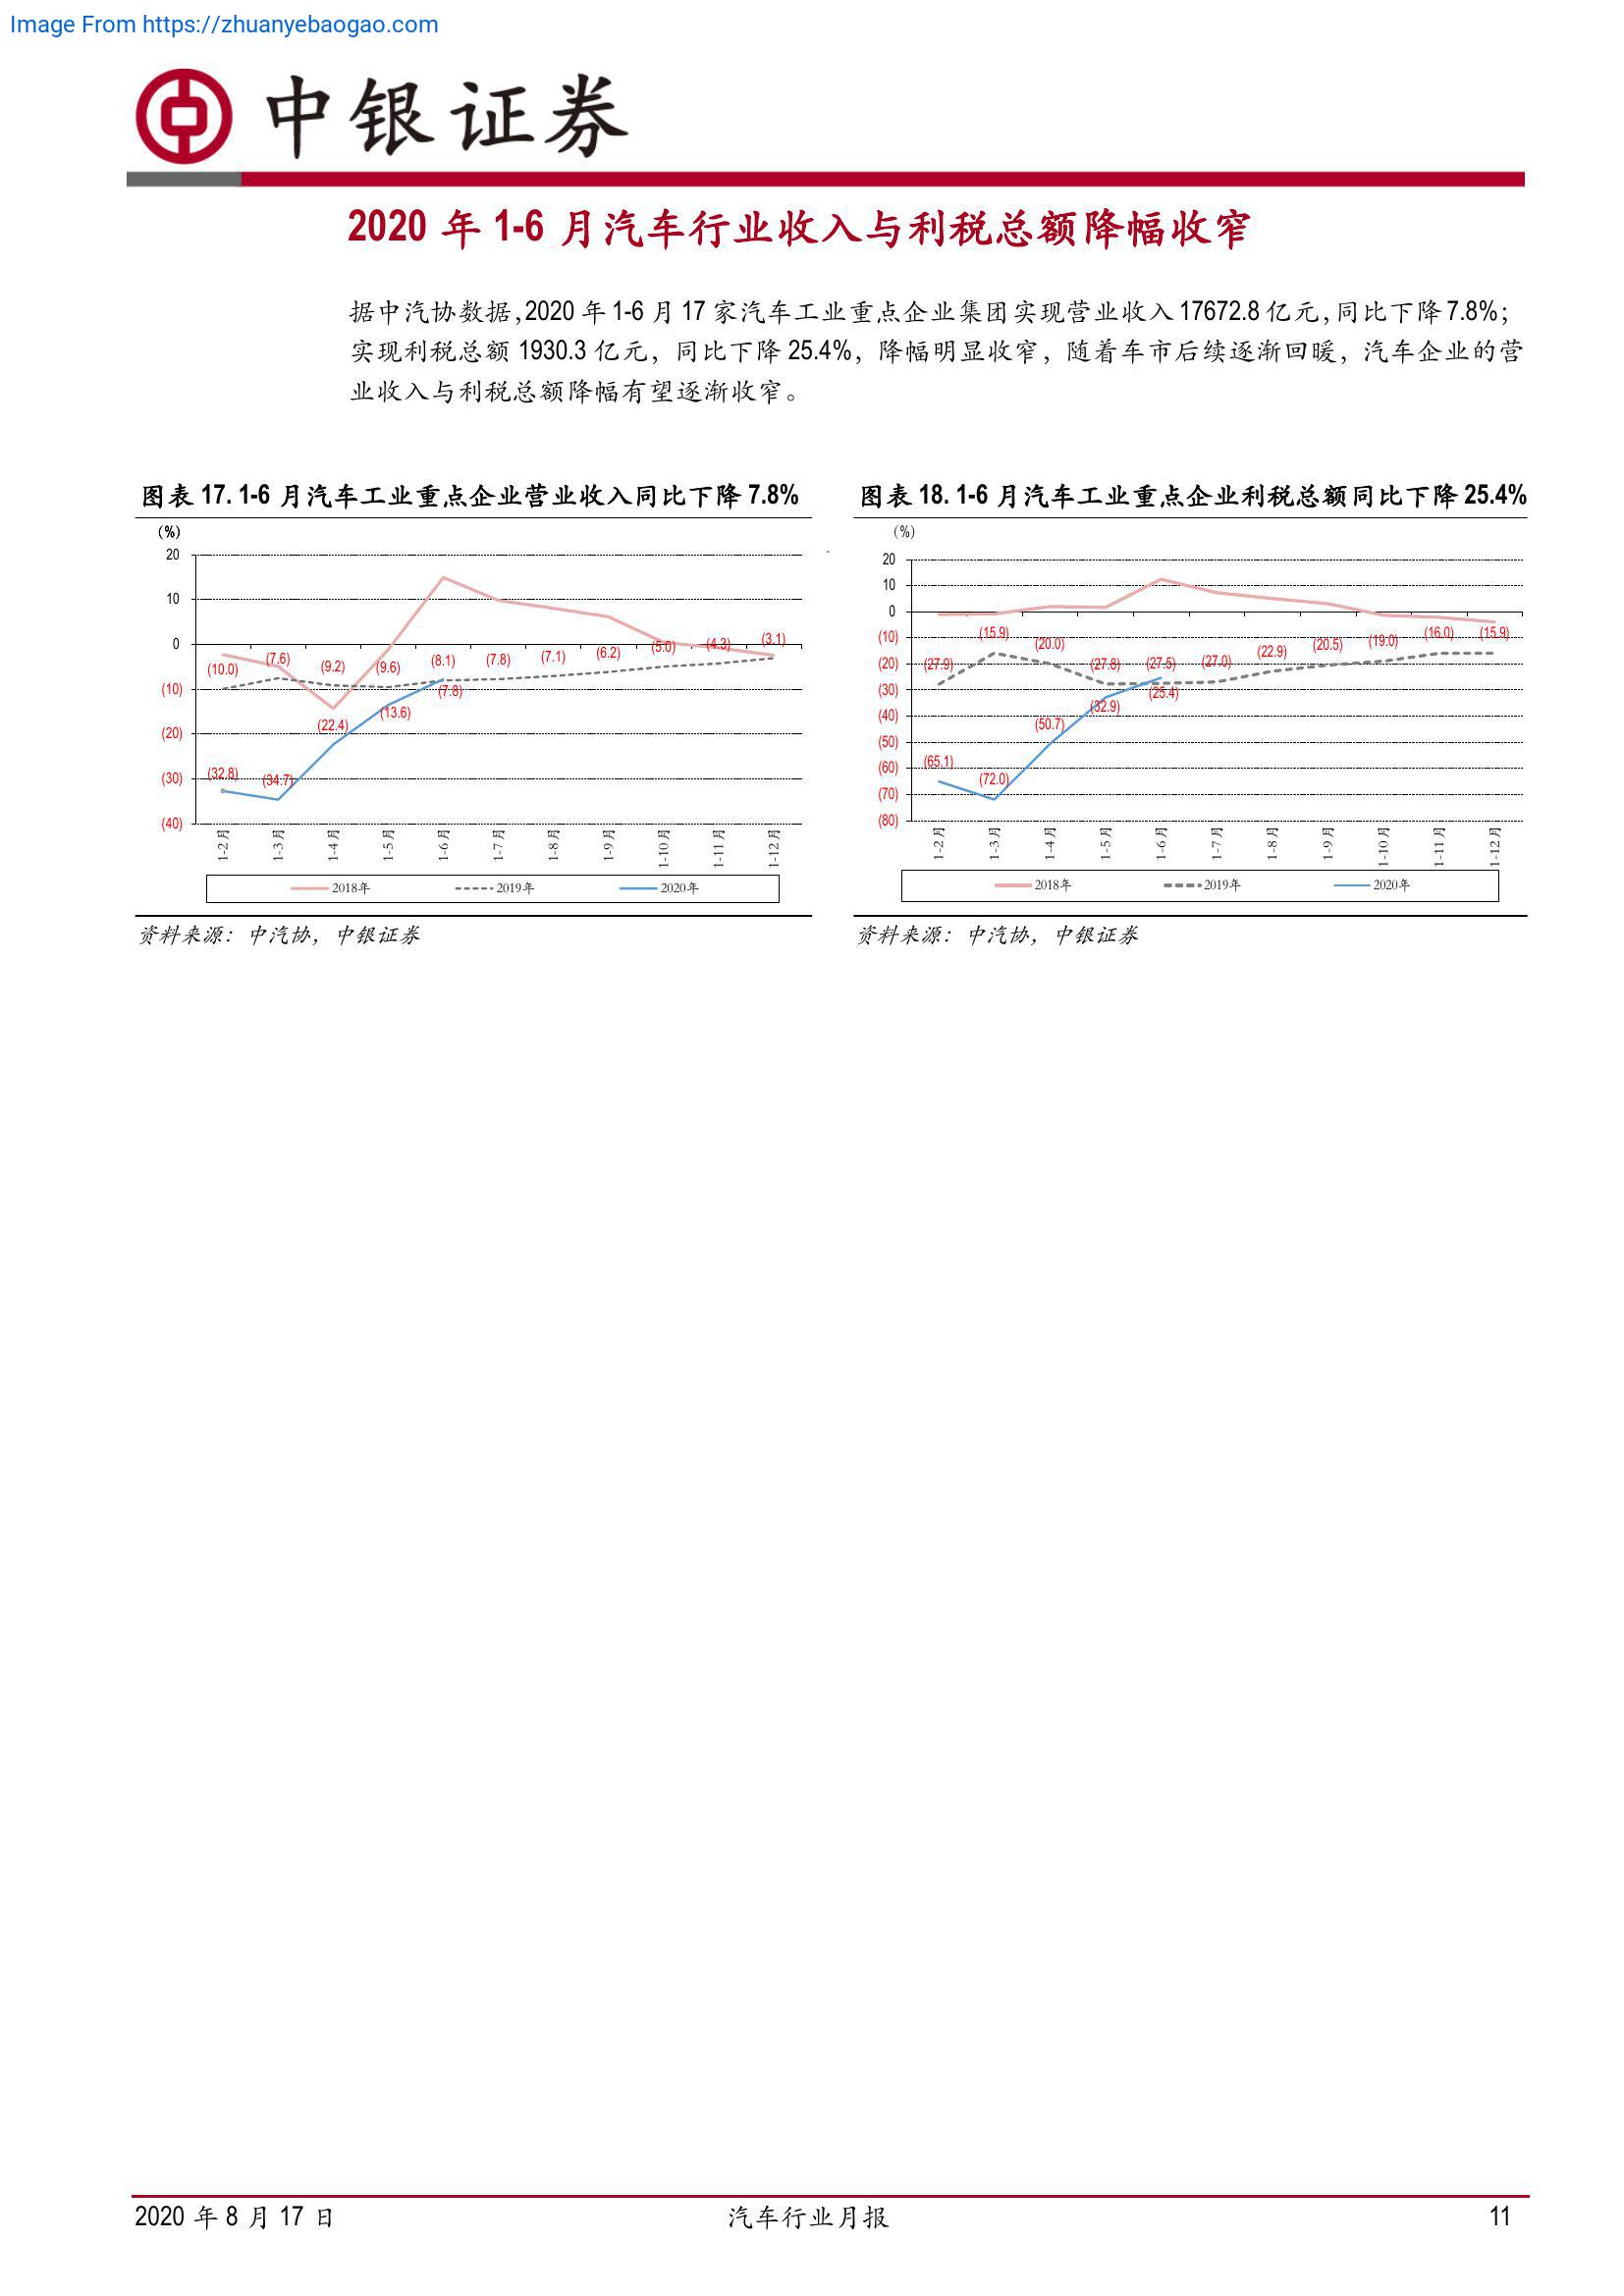 Image From https://zhuanyebaogao.com
中银证券
2020 年 1-6 月汽车行业收入与利税总额降幅收窄
据中汽协数据，2020 年 1-6 月 17 家汽车工业重点企业集团实现营业收入 17672.8 亿元，同比下降 7.8%；
实现利税总额 1930.3 亿元，同比下降 25.4%，降幅明显收窄，随着车市后续逐渐回暖，汽车企业的营
业收入与利税总额降幅有望逐渐收窄。
图表 17. 1-6 月汽车工业重点企业营业收入同比下降 7.8%
(%)
20
10
0
(10)
(20)
(30)
(40)
(10.0) (7.6) (9.2) (9.6) (8.1) (7.8) (7.1) (6.2) (5.0) (4.3) (3.1)
(32.8) (34.7) (22.4) (13.6) (7.8)
1-2月 1-3月 1-4月 1-5月 1-6月 1-7月 1-8月 1-9月 1-10月 1-11月 1-12月
2018年 2019年 2020年
资料来源：中汽协，中银证券
图表 18. 1-6 月汽车工业重点企业利税总额同比下降 25.4%
(%)
20
10
0
(10)
(20)
(30)
(40)
(50)
(60)
(70)
(80)
(27.9) (15.9) (20.0) (27.8) (27.5) (27.0) (22.9) (20.5) (19.0) (16.0) (15.9)
(65.1) (72.0) (50.7) (32.9) (25.4)
1-2月 1-3月 1-4月 1-5月 1-6月 1-7月 1-8月 1-9月 1-10月 1-11月 1-12月
2018年 2019年 2020年
资料来源：中汽协，中银证券
2020 年 8 月 17 日 汽车行业月报 11